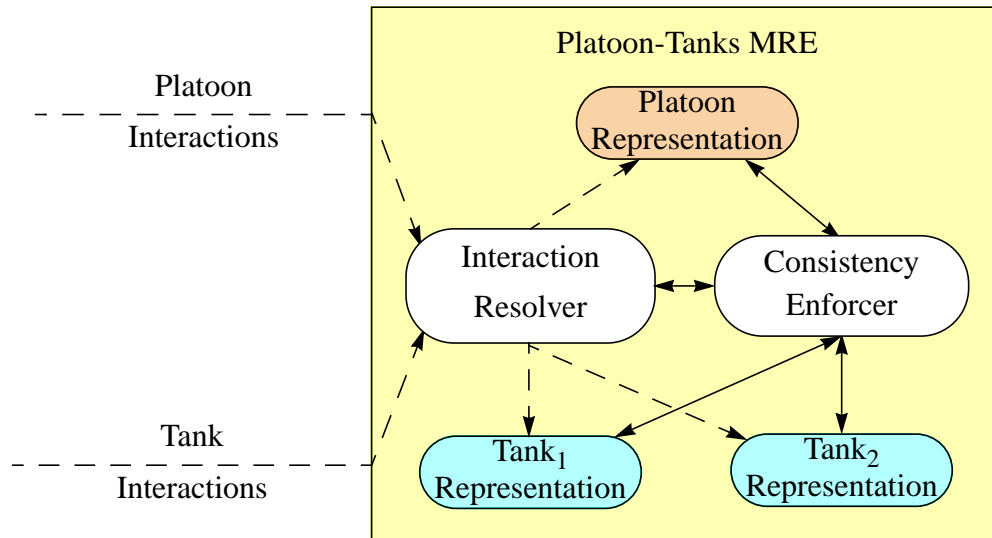 Platoon-Tanks MRE
Platoon
Interactions
Platoon
Representation
Interaction
Resolver
Consistency
Enforcer
Tank
Interactions
Tank₁
Representation
Tank₂
Representation